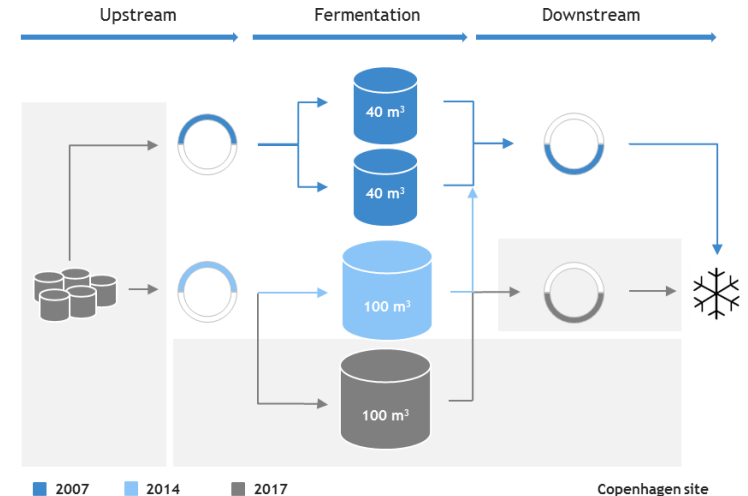 Upstream
Fermentation
Downstream
40 m³
40 m³
100 m³
100 m³
2007
2014
2017
Copenhagen site